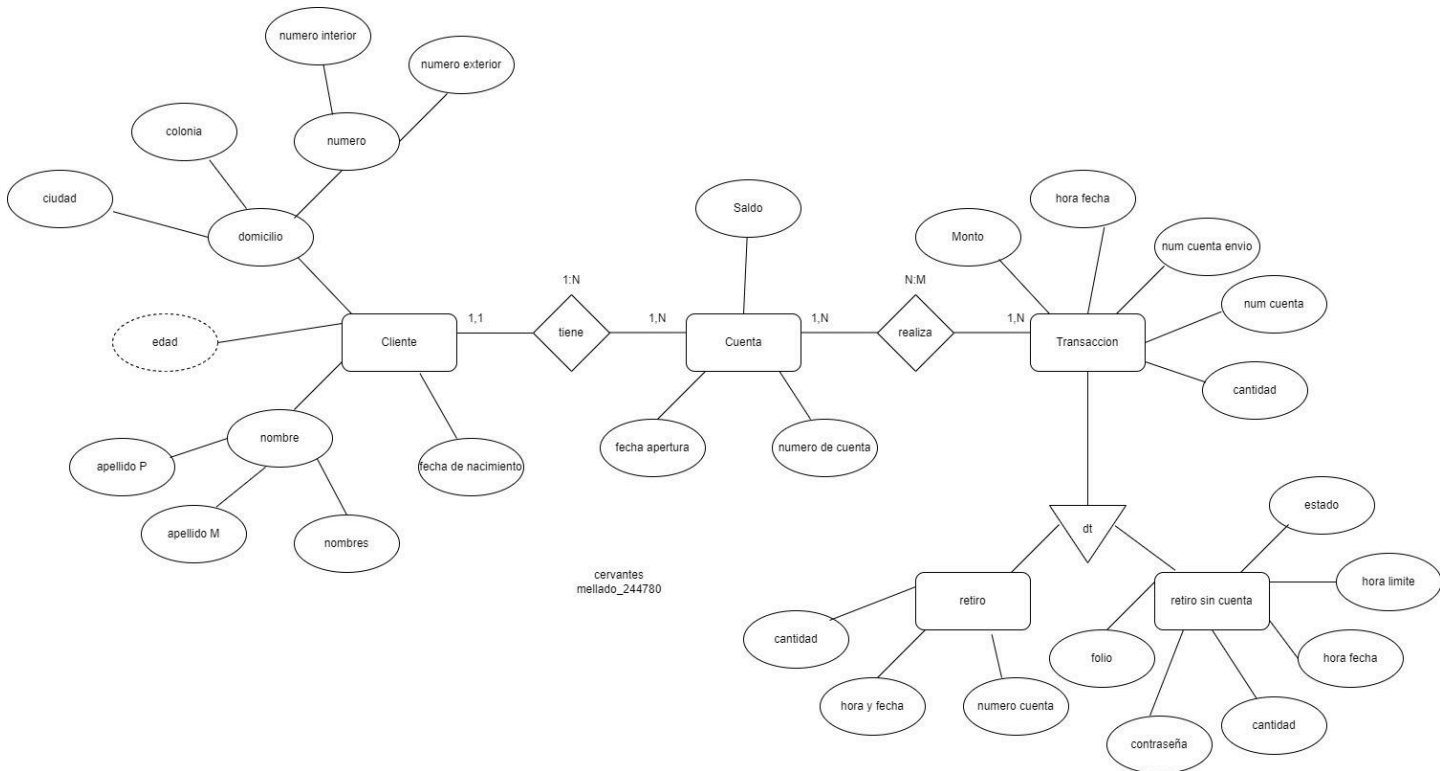 numero interior
numero exterior
colonia
numero
ciudad
domicilio
Saldo
hora fecha
Monto
num cuenta envio
1:N
N:M
num cuenta
edad
Cliente
1,1
tiene
1,N
Cuenta
1,N
realiza
1,N
Transaccion
cantidad
nombre
apellido P
fecha de nacimiento
fecha apertura
numero de cuenta
apellido M
nombres
estado
dt
cervantes
mellado_244780
hora limite
retiro
retiro sin cuenta
cantidad
folio
hora fecha
hora y fecha
numero cuenta
cantidad
contraseña